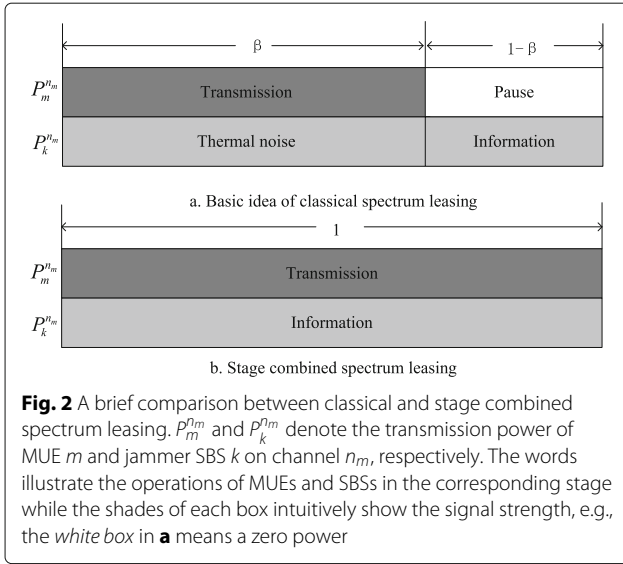 β
1−β
P_m^{n_m}
Transmission
Pause
P_k^{n_m}
Thermal noise
Information
a. Basic idea of classical spectrum leasing
1
P_m^{n_m}
Transmission
P_k^{n_m}
Information
b. Stage combined spectrum leasing
Fig. 2 A brief comparison between classical and stage combined
spectrum leasing. P_m^{n_m} and P_k^{n_m} denote the transmission power of
MUE m and jammer SBS k on channel n_m, respectively. The words
illustrate the operations of MUEs and SBSs in the corresponding stage
while the shades of each box intuitively show the signal strength, e.g.,
the white box in a means a zero power